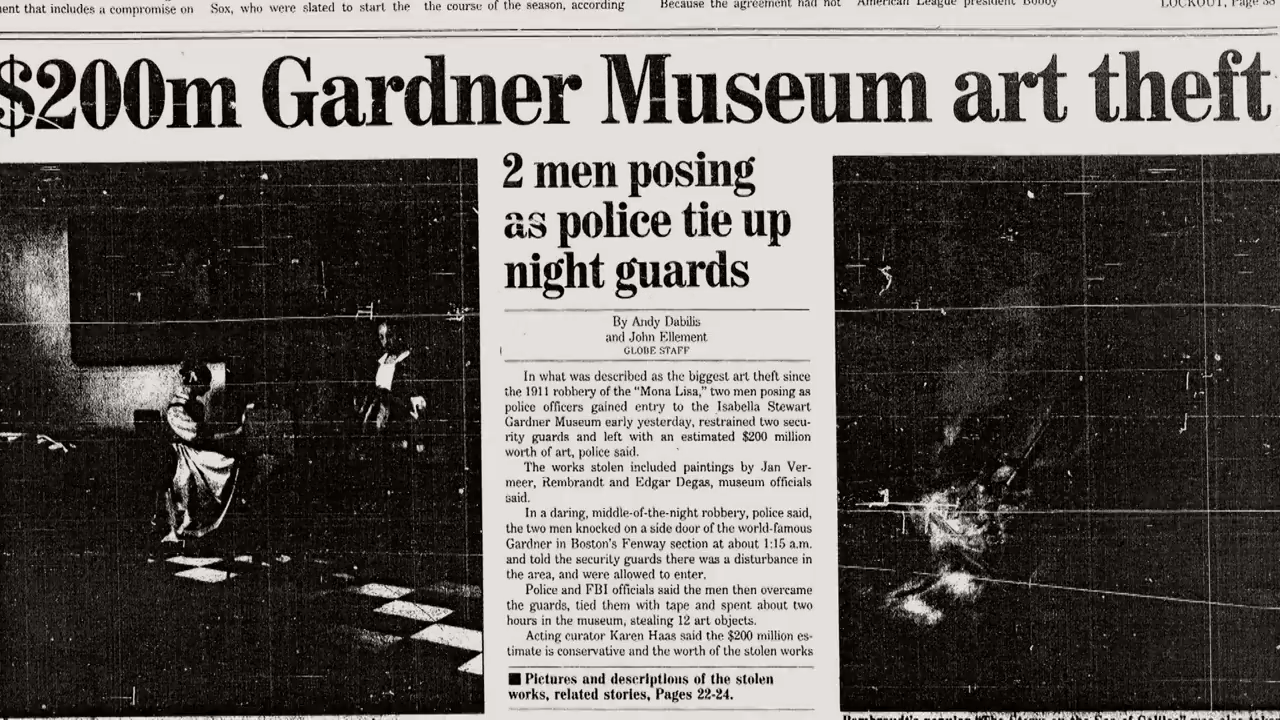 ent that includes a compromise on
Sox, who were slated to start the
the course of the season, according
Because the agreement had not
American League president Bobby
LOCKOUT, Page 38
$200m Gardner Museum art theft
2 men posing
as police tie up
night guards
By Andy Dabilis
and John Ellement
GLOBE STAFF
In what was described as the biggest art theft since
the 1911 robbery of the “Mona Lisa,” two men posing as
police officers gained entry to the Isabella Stewart
Gardner Museum early yesterday, restrained two secu-
rity guards and left with an estimated $200 million
worth of art, police said.
The works stolen included paintings by Jan Ver-
meer, Rembrandt and Edgar Degas, museum officials
said.
In a daring, middle-of-the-night robbery, police said,
the two men knocked on a side door of the world-famous
Gardner in Boston's Fenway section at about 1:15 a.m.
and told the security guards there was a disturbance in
the area, and were allowed to enter.
Police and FBI officials said the men then overcame
the guards, tied them with tape and spent about two
hours in the museum, stealing 12 art objects.
Acting curator Karen Haas said the $200 million es-
timate is conservative and the worth of the stolen works
■ Pictures and descriptions of the stolen
works, related stories, Pages 22-24.